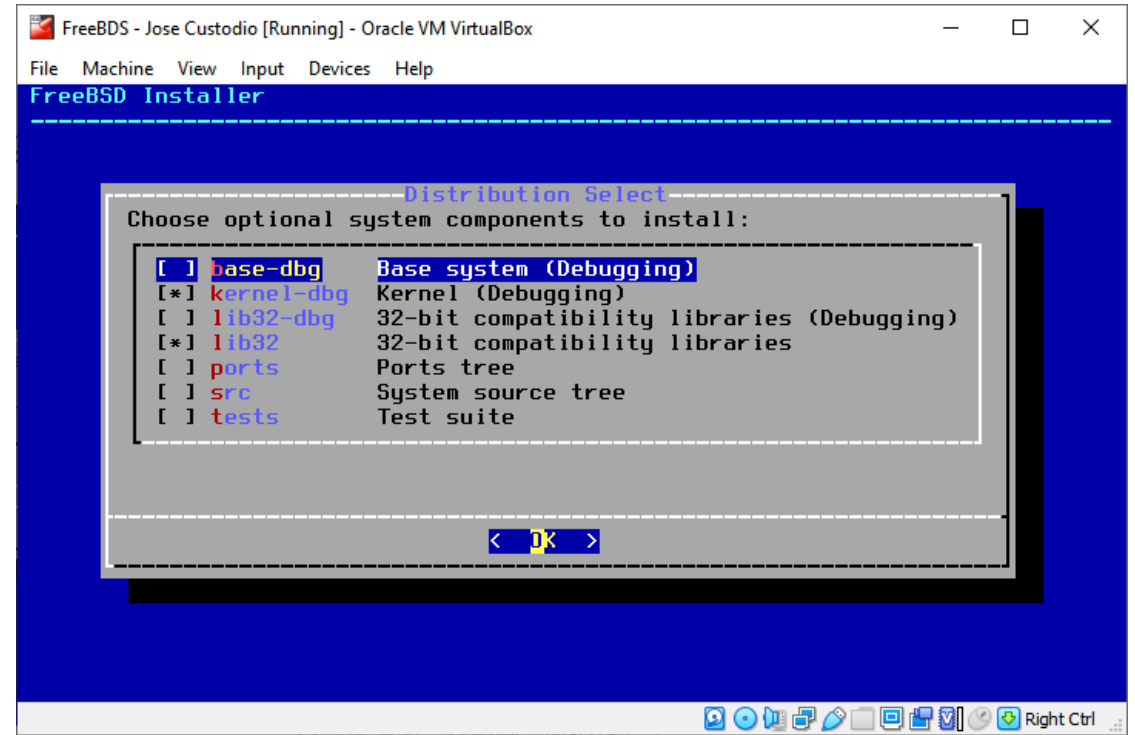 FreeBDS - Jose Custodio [Running] - Oracle VM VirtualBox
File Machine View Input Devices Help
FreeBSD Installer
Distribution Select
Choose optional system components to install:
[ ] base-dbg Base system (Debugging)
[*] kernel-dbg Kernel (Debugging)
[ ] lib32-dbg 32-bit compatibility libraries (Debugging)
[*] lib32 32-bit compatibility libraries
[ ] ports Ports tree
[ ] src System source tree
[ ] tests Test suite
< OK >
Right Ctrl